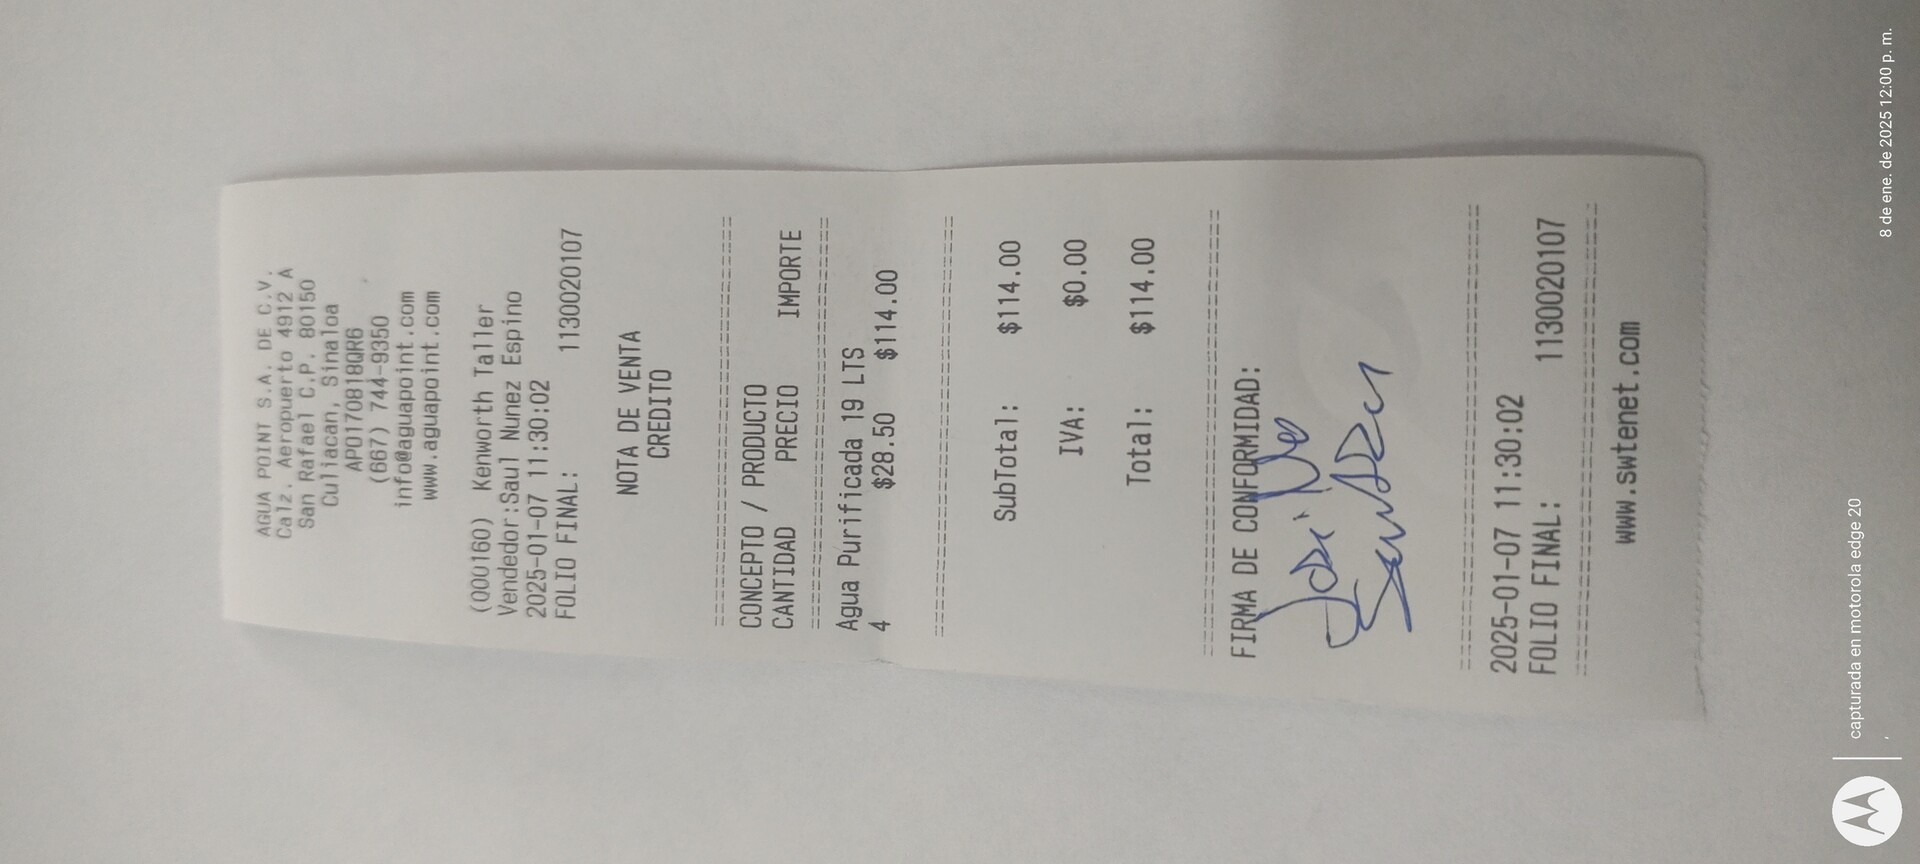 AGUA POINT S.A. DE C.V.
Calz. Aeropuerto 4912 A
San Rafael C.P. 80150
Culiacan, Sinaloa
APO170818QR6
(667) 744-9350
info@aguapoint.com
www.aguapoint.com
(000160) Kenworth Taller
Vendedor:Saul Nunez Espino
2025-01-07 11:30:02
FOLIO FINAL: 1130020107
NOTA DE VENTA
CREDITO
CONCEPTO / PRODUCTO
CANTIDAD PRECIO IMPORTE
Agua Purificada 19 LTS
4 $28.50 $114.00
SubTotal: $114.00
IVA: $0.00
Total: $114.00
FIRMA DE CONFORMIDAD:
2025-01-07 11:30:02
FOLIO FINAL: 1130020107
www.swtenet.com
capturada en motorola edge 20
8 de ene. de 2025 12:00 p. m.